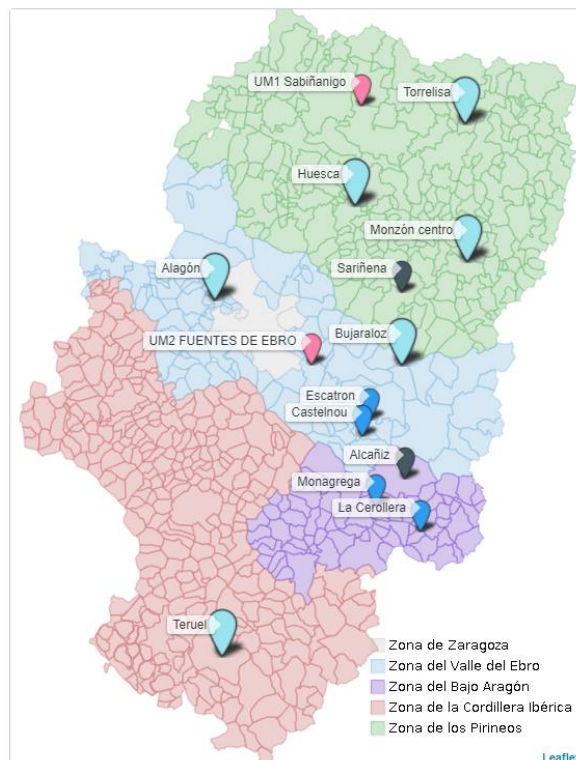 UM1 Sabiñanigo
Torrelisa
Huesca
Monzón centro
Alagón
Sariñena
Bujaraloz
UM2 FUENTES DE EBRO
Escatron
Castelnou
Alcañiz
Monagrega
La Cerollera
Teruel
Zona de Zaragoza
Zona del Valle del Ebro
Zona del Bajo Aragón
Zona de la Cordillera Ibérica
Zona de los Pirineos
Leafle